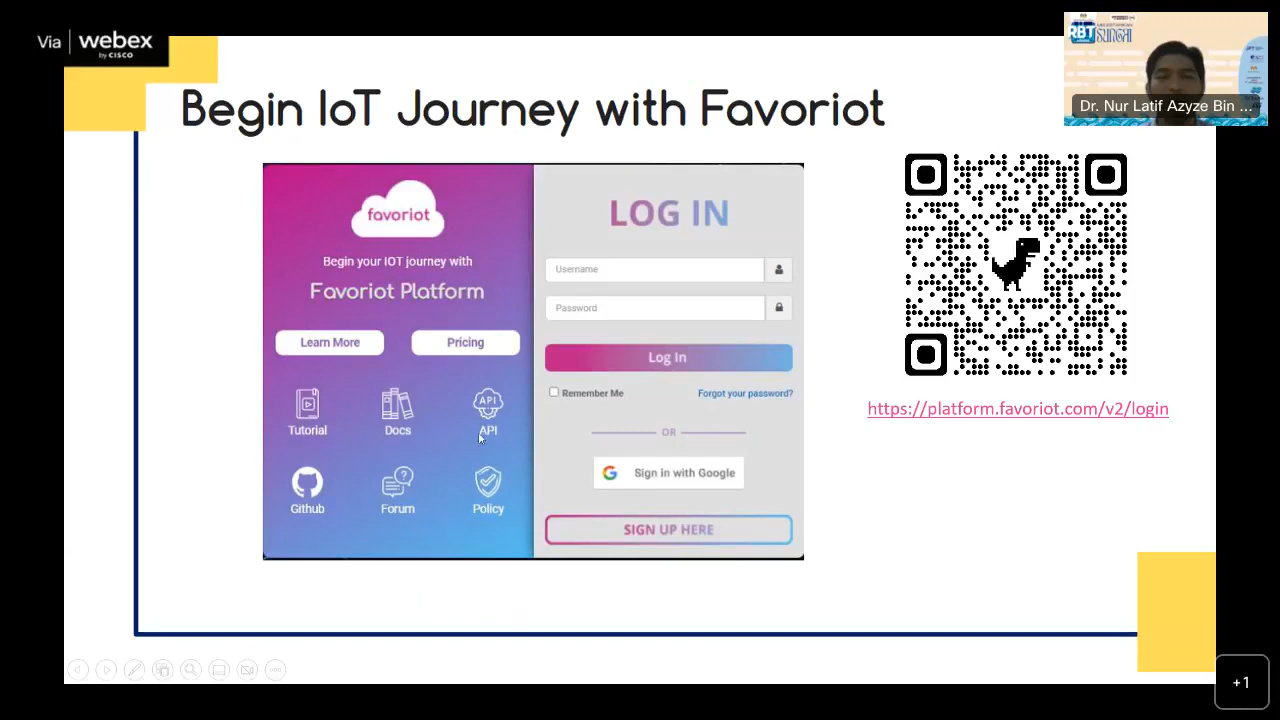 Via webex
by CISCO
Begin IoT Journey with Favoriot
RBT
SUNGAI
Dr. Nur Latif Azyze Bin ...
favoriot
Begin your IOT journey with
Favoriot Platform
Learn More
Pricing
Tutorial
Docs
API
API
Github
Forum
Policy
LOG IN
Username
Password
Log In
Remember Me
Forgot your password?
OR
Sign in with Google
SIGN UP HERE
https://platform.favoriot.com/v2/login
+1